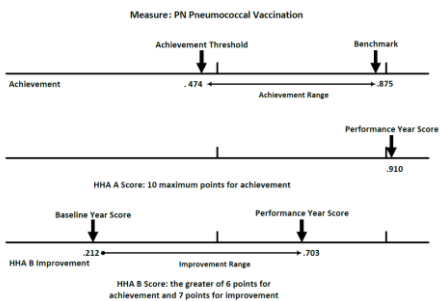 Measure: PN Pneumococcal Vaccination
Achievement Threshold Benchmark
.474 .875
Achievement
Achievement Range
Performance Year Score
.910
HHA A Score: 10 maximum points for achievement
Baseline Year Score Performance Year Score
.212 .703
HHA B Improvement Improvement Range
HHA B Score: the greater of 6 points for
achievement and 7 points for improvement